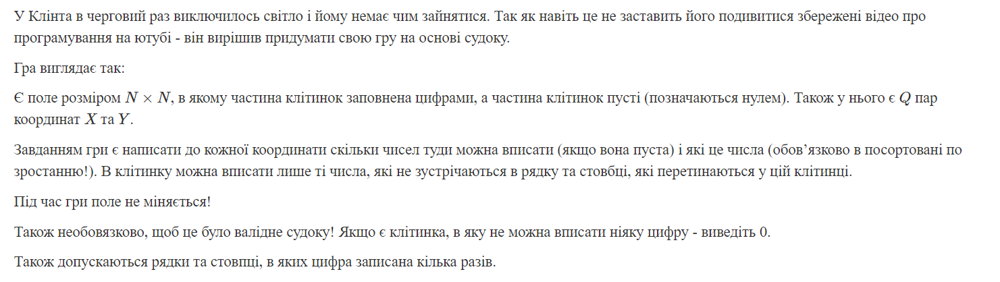 У Клінта в черговий раз виключилось світло і йому немає чим зайнятися. Так як навіть це не заставить його подивитися збережені відео про
програмування на ютубі - він вирішив придумати свою гру на основі судоку.
Гра виглядає так:
Є поле розміром N × N, в якому частина клітинок заповнена цифрами, а частина клітинок пусті (позначаються нулем). Також у нього є Q пар
координат X та Y.
Завданням гри є написати до кожної координати скільки чисел туди можна вписати (якщо вона пуста) і які це числа (обов’язково в посортовані по
зростанню!). В клітинку можна вписати лише ті числа, які не зустрічаються в рядку та стовбці, які перетинаються у цій клітинці.
Під час гри поле не міняється!
Також необовязково, щоб це було валідне судоку! Якщо є клітинка, в яку не можна вписати ніяку цифру - виведіть 0.
Також допускаються рядки та стовпці, в яких цифра записана кілька разів.